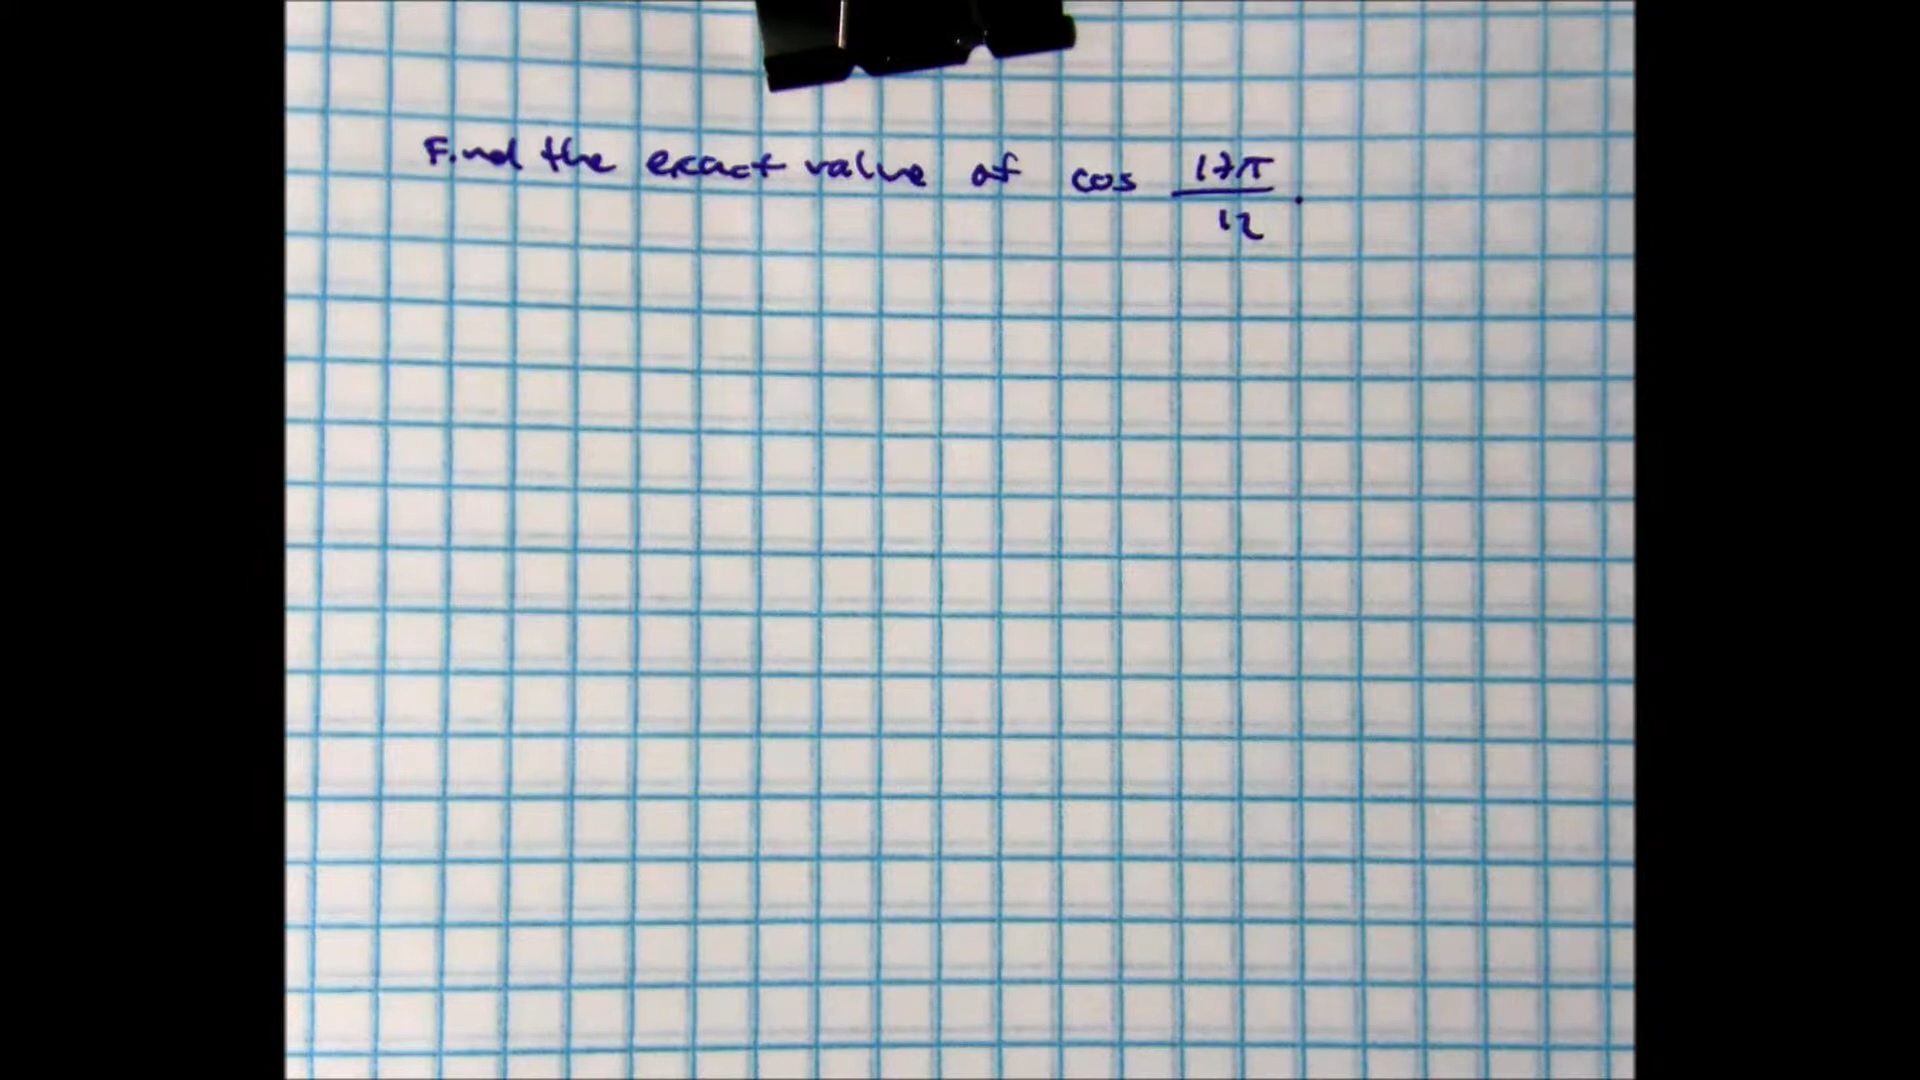 Find the exact value of cos 17π/12.